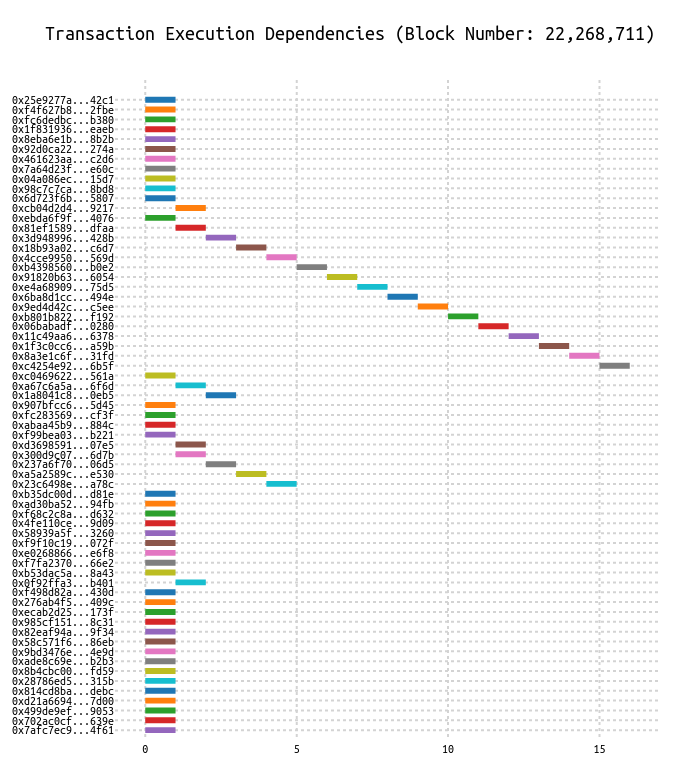 Transaction Execution Dependencies (Block Number: 22,268,711)
0x25e9277a...42c1
0xf4f627b8...2fbe
0xfc6dedbc...b380
0x1f831936...eaeb
0x8eba6e1b...8b2b
0x92d0ca22...274a
0x461623aa...c2d6
0x7a64d23f...e60c
0x04a086ec...15d7
0x98c7c7ca...8bd8
0x6d723f6b...5807
0xcb04d2d4...9217
0xebda6f9f...4076
0x81ef1589...dfaa
0x3d948996...428b
0x18b93a02...c6d7
0x4cce9950...569d
0xb4398560...b0e2
0x91820b63...6054
0xe4a68909...75d5
0x6ba8d1cc...494e
0x9ed4d42c...c5ee
0xb801b822...f192
0x06babadf...0280
0x11c49aa6...6378
0x1f3c0cc6...a59b
0x8a3e1c6f...31fd
0xc4254e92...6b5f
0xc0469622...561a
0xa67c6a5a...6f6d
0x1a8041c8...0eb5
0x907bfcc6...5d45
0xfc283569...cf3f
0xabaa45b9...884c
0xf99bea03...b221
0xd3698591...07e5
0x300d9c07...6d7b
0x237a6f70...06d5
0xa5a2589c...e530
0x23c6498e...a78c
0xb35dc00d...d81e
0xad30ba52...94fb
0xf68c2c8a...d632
0x4fe110ce...9d09
0x58939a5f...3260
0xf9f10c19...072f
0xe0268866...e6f8
0xf7fa2370...66e2
0xb53dac5a...8a43
0x0f92ffa3...b401
0xf498d82a...430d
0x276ab4f5...409c
0xecab2d25...173f
0x985cf151...8c31
0x82eaf94a...9f34
0x58c571f6...86eb
0x9bd3476e...4e9d
0xade8c69e...b2b3
0x8b4cbc00...fd59
0x28786ed5...315b
0x814cd8ba...debc
0xd21a6694...7d00
0x499de9ef...9053
0x702ac0cf...639e
0x7afc7ec9...4f61
0 5 10 15